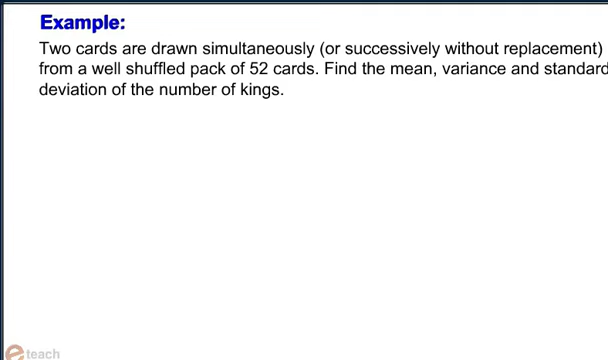 Example:
Two cards are drawn simultaneously (or successively without replacement)
from a well shuffled pack of 52 cards. Find the mean, variance and standard
deviation of the number of kings.
e teach